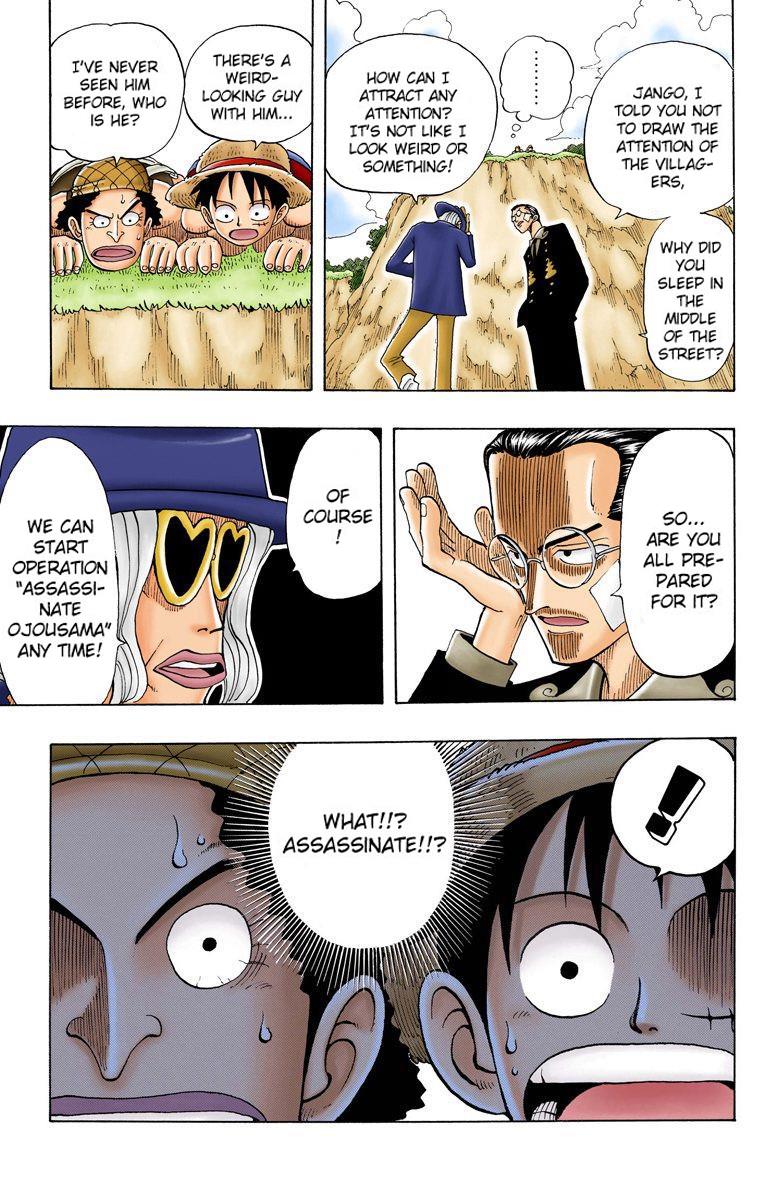 JANGO, I
TOLD YOU NOT
TO DRAW THE
ATTENTION OF
THE VILLAG-
ERS,
WHY DID
YOU
SLEEP IN
THE
MIDDLE
OF THE
STREET?
........
HOW CAN I
ATTRACT ANY
ATTENTION?
IT'S NOT LIKE I
LOOK WEIRD OR
SOMETHING!
THERE'S A
WEIRD-
LOOKING GUY
WITH HIM...
I'VE NEVER
SEEN HIM
BEFORE, WHO
IS HE?
SO...
ARE YOU
ALL PRE-
PARED
FOR IT?
OF
COURSE
!
WE CAN
START
OPERATION
"ASSASSI-
NATE
OJOUSAMA"
ANY TIME!
!
WHAT!!?
ASSASSINATE!!?